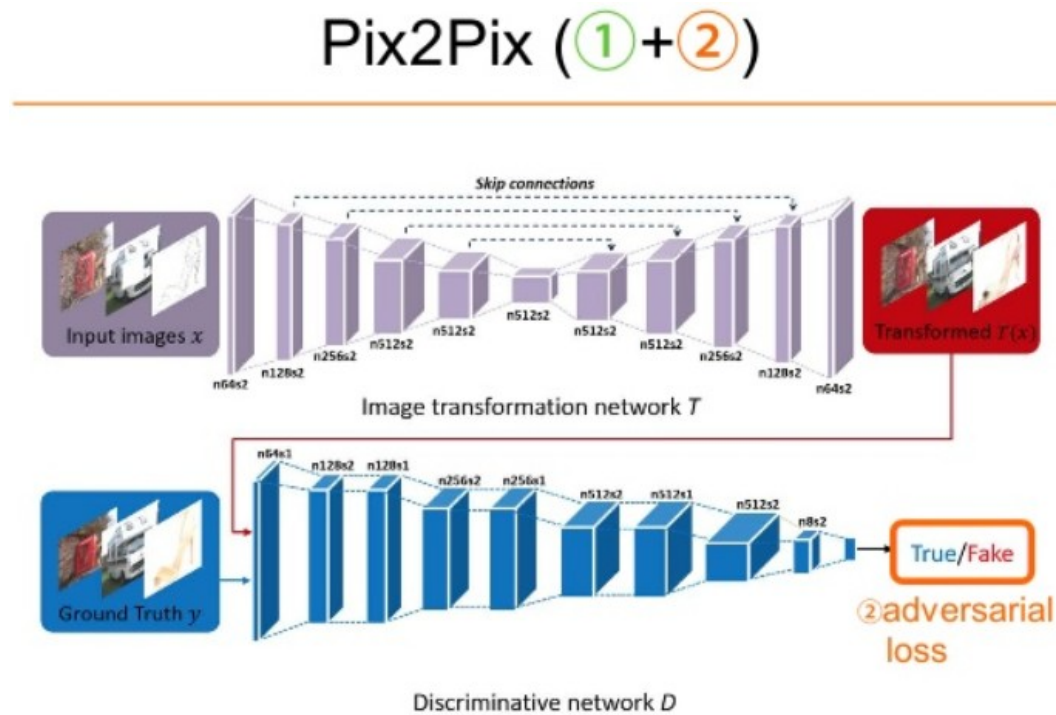 Pix2Pix (①+②)
Skip connections
Input images x
Transformed T(x)
n64s2
n128s2
n256s2
n512s2
n512s2
n512s2
n512s2
n512s2
n256s2
n128s2
n64s2
Image transformation network T
n64s1
n128s2
n128s1
n256s2
n256s1
n512s2
n512s1
n512s2
n8s2
Ground Truth y
True/Fake
②adversarial
loss
Discriminative network D